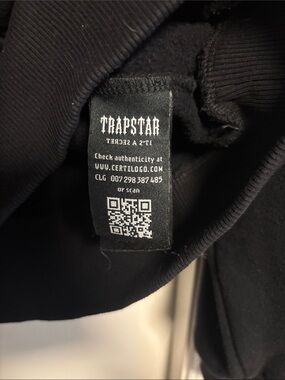 TRAPSTAR
IT'S A SECRET
Check authenticity at
WWW.CERTILOGO.COM
CLG 007 298 387 485
or scan